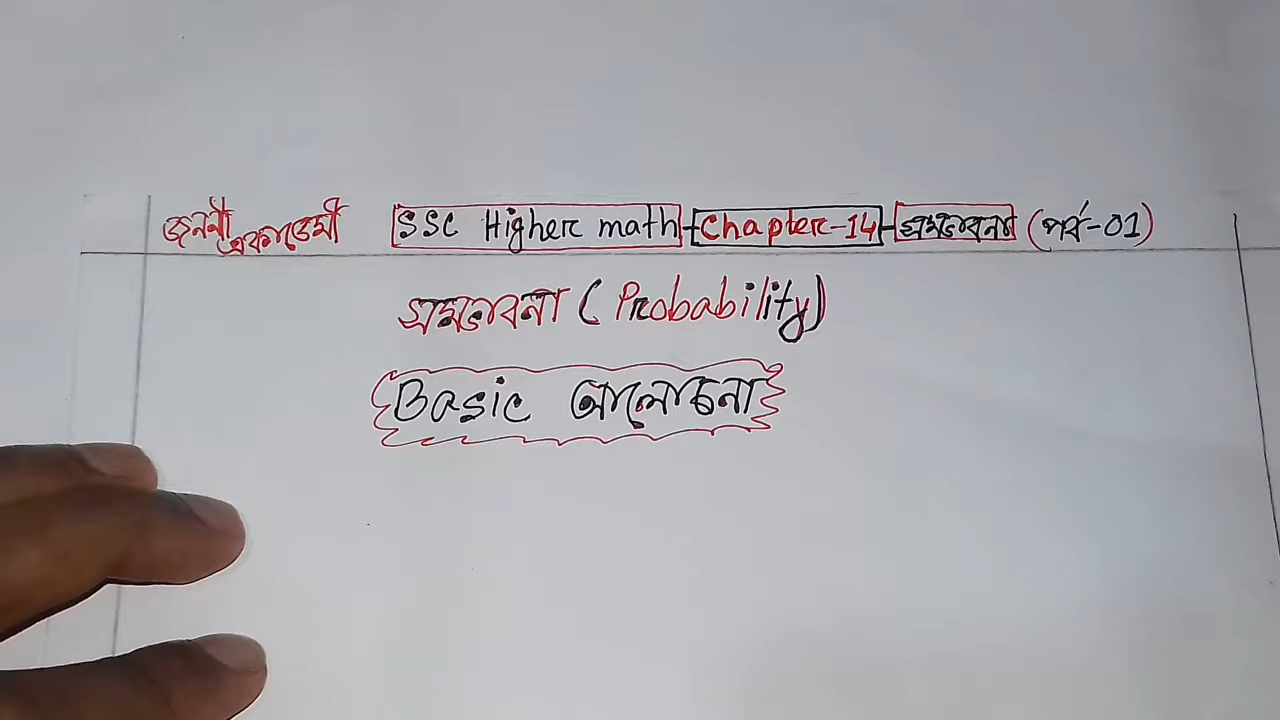 জননী একাডেমী SSC Higher math - Chapter-14 - সম্ভাবনা (পর্ব-01)
সম্ভাবনা (Probability)
Basic আলোচনা